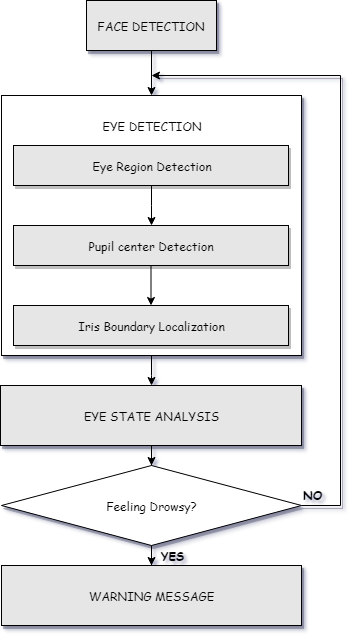 FACE DETECTION
EYE DETECTION
Eye Region Detection
Pupil center Detection
Iris Boundary Localization
EYE STATE ANALYSIS
Feeling Drowsy?
NO
YES
WARNING MESSAGE